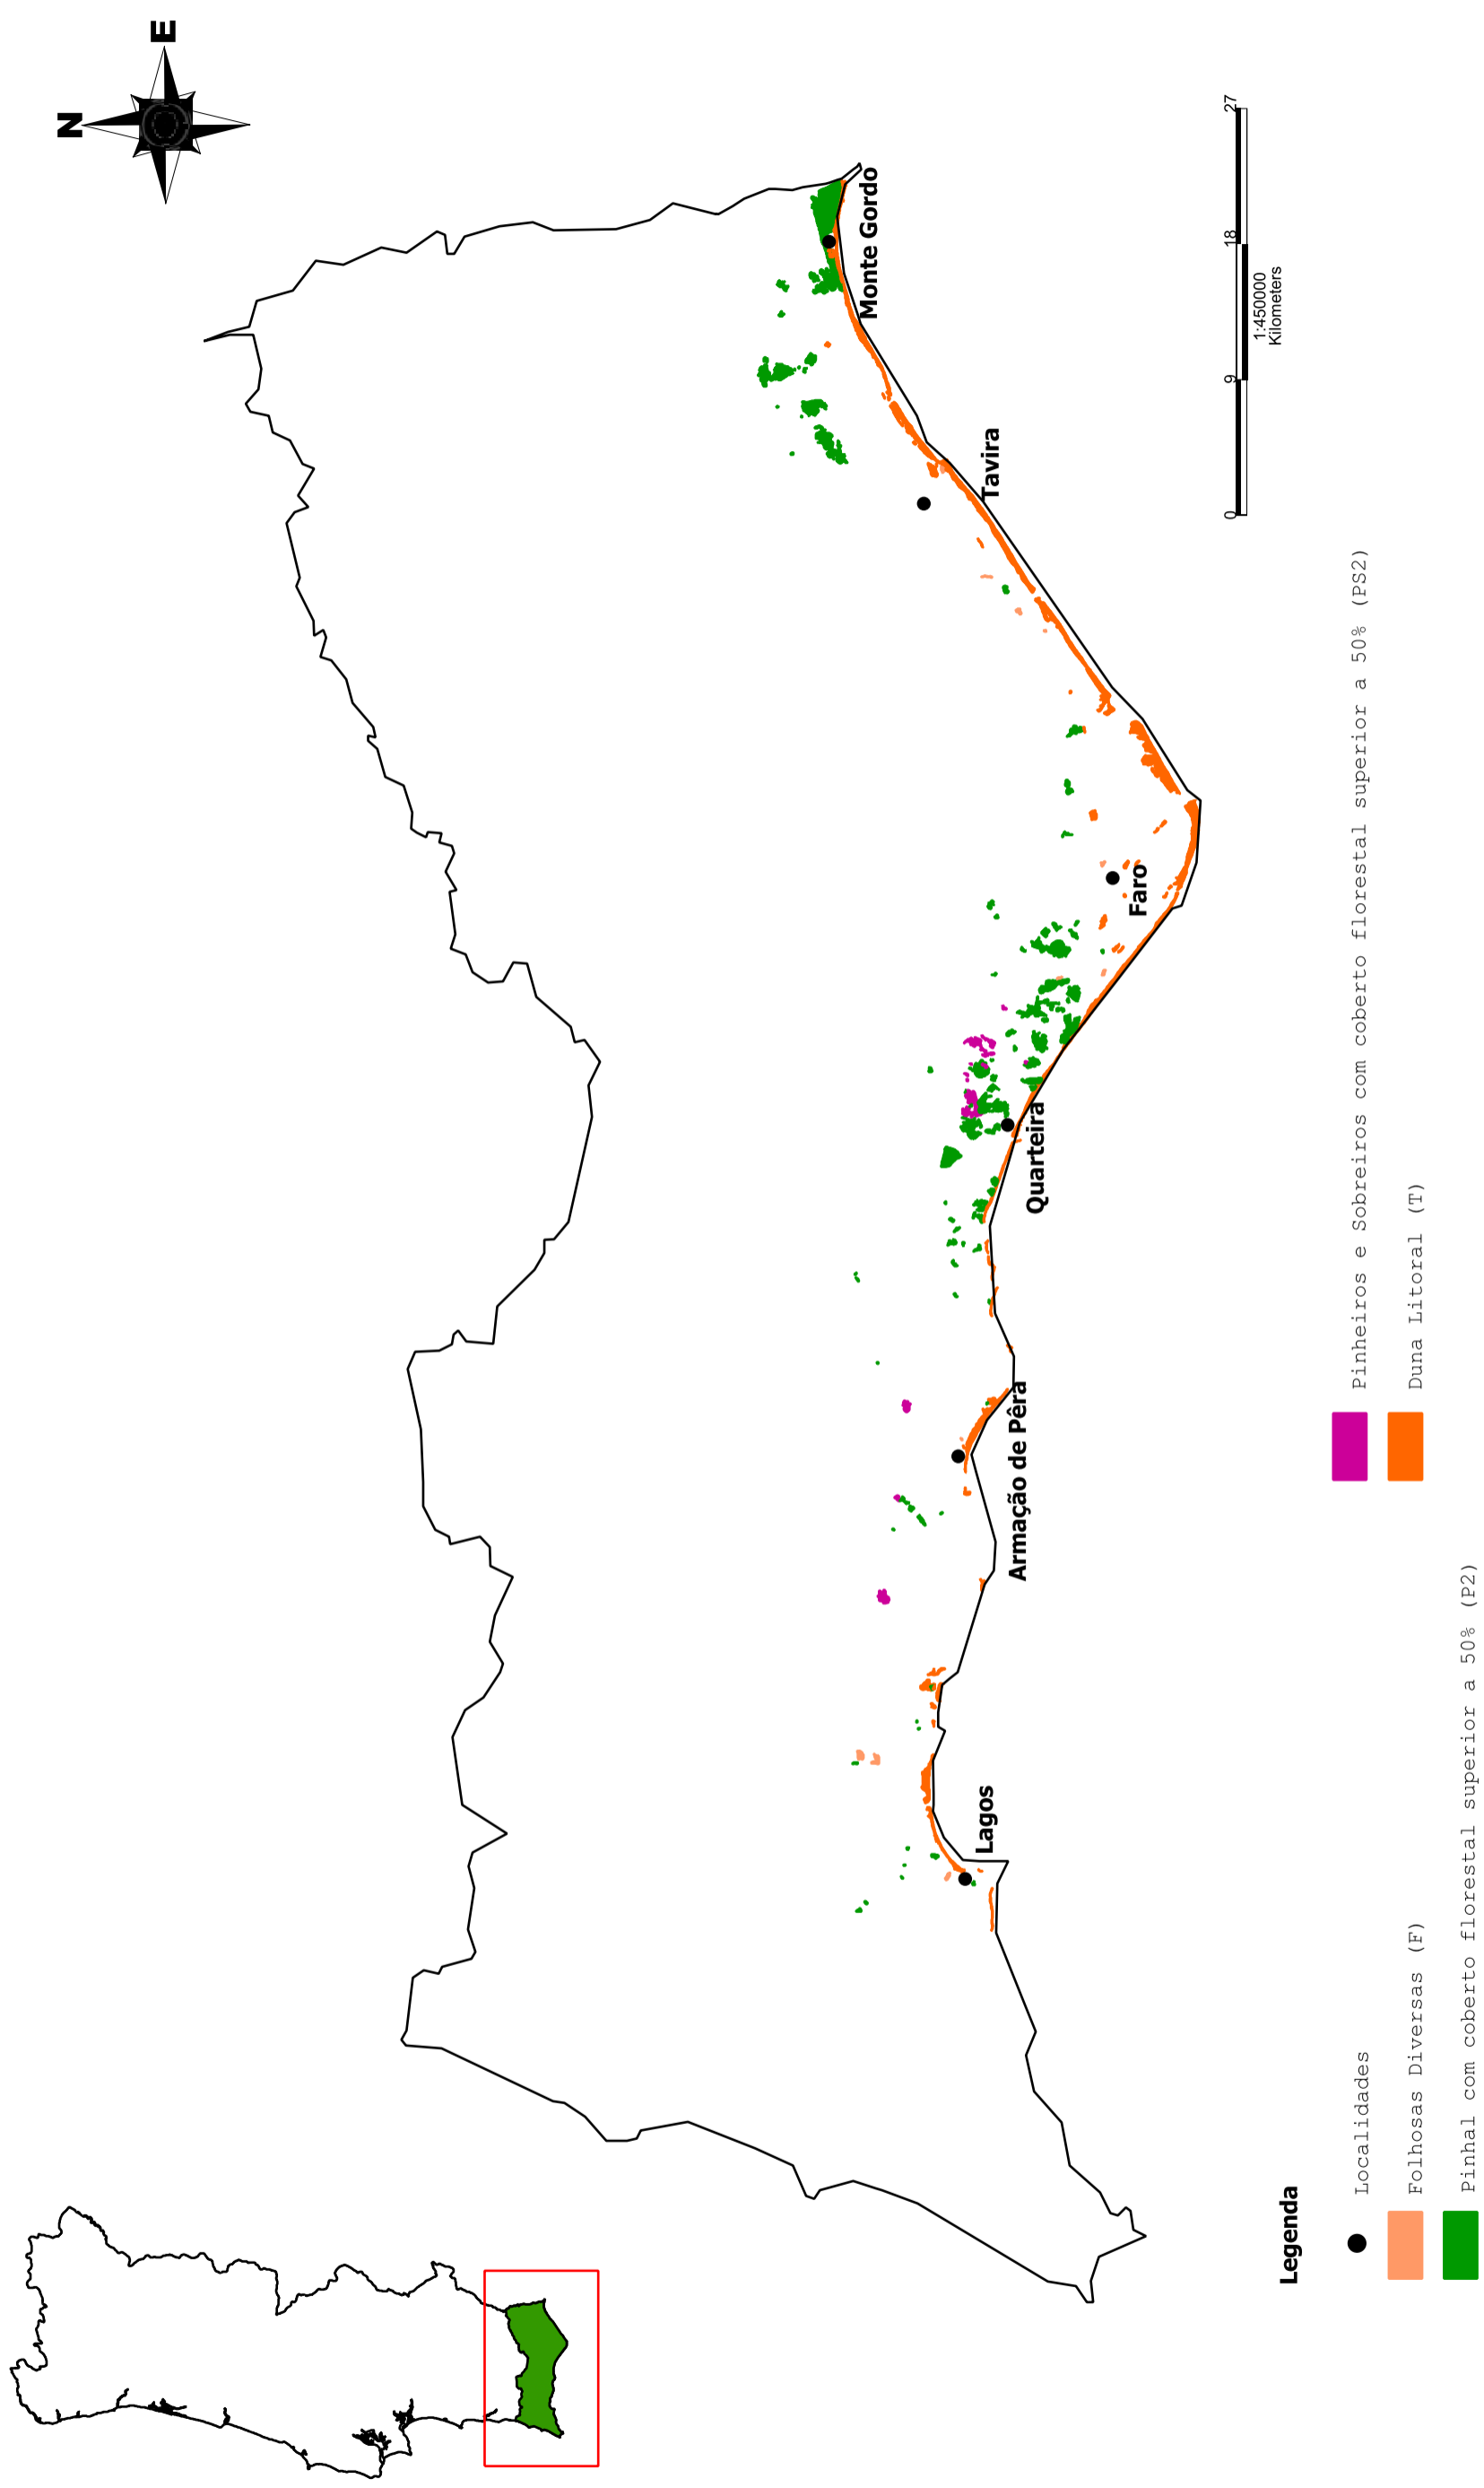 N
E
Monte Gordo
Tavira
Faro
Quarteira
Armação de Pêra
Lagos
0 9 18 27
1:450000
Kilometers
Legenda
Localidades
Folhosas Diversas (F)
Pinhal com coberto florestal superior a 50% (P2)
Pinheiros e Sobreiros com coberto florestal superior a 50% (PS2)
Duna Litoral (T)